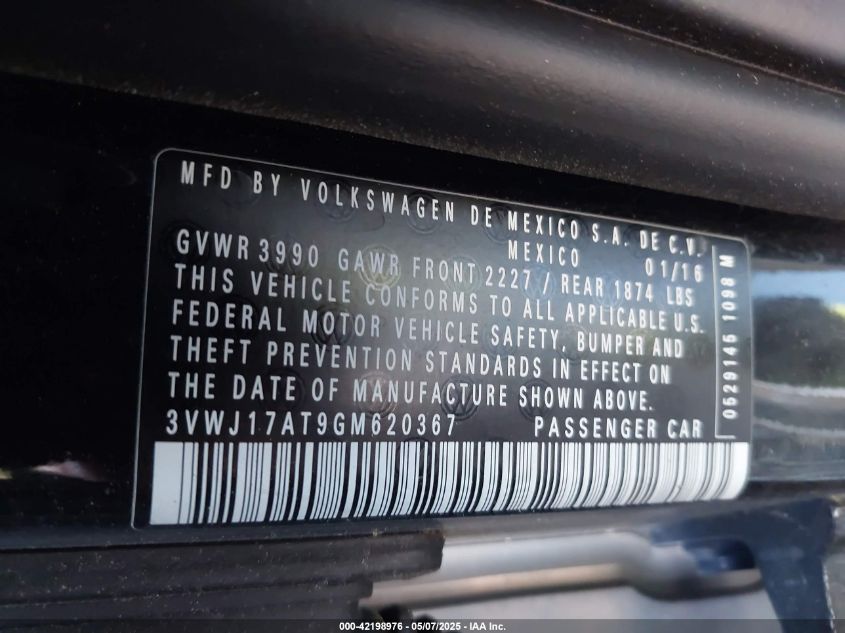 MFD BY VOLKSWAGEN DE MEXICO S.A. DE C.V.
MEXICO 01/16
GVWR 3990 GAWR FRONT 2227 / REAR 1874 LBS
THIS VEHICLE CONFORMS TO ALL APPLICABLE U.S.
FEDERAL MOTOR VEHICLE SAFETY, BUMPER AND
THEFT PREVENTION STANDARDS IN EFFECT ON
THE DATE OF MANUFACTURE SHOWN ABOVE.
3VWJ17AT9GM620367 PASSENGER CAR
0529145 1098 M
000-42198976 - 05/07/2025 - IAA Inc.